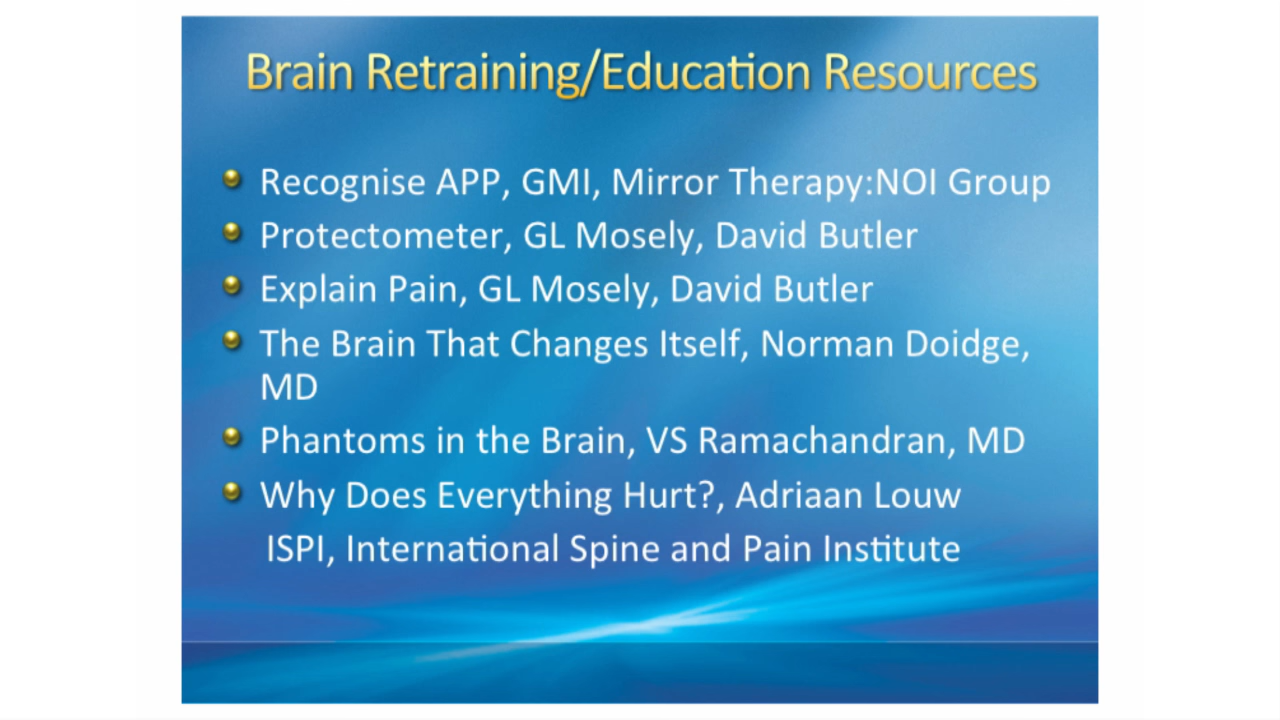 Brain Retraining/Education Resources
Recognise APP, GMI, Mirror Therapy:NOI Group
Protectometer, GL Mosely, David Butler
Explain Pain, GL Mosely, David Butler
The Brain That Changes Itself, Norman Doidge,
MD
Phantoms in the Brain, VS Ramachandran, MD
Why Does Everything Hurt?, Adriaan Louw
ISPI, International Spine and Pain Institute